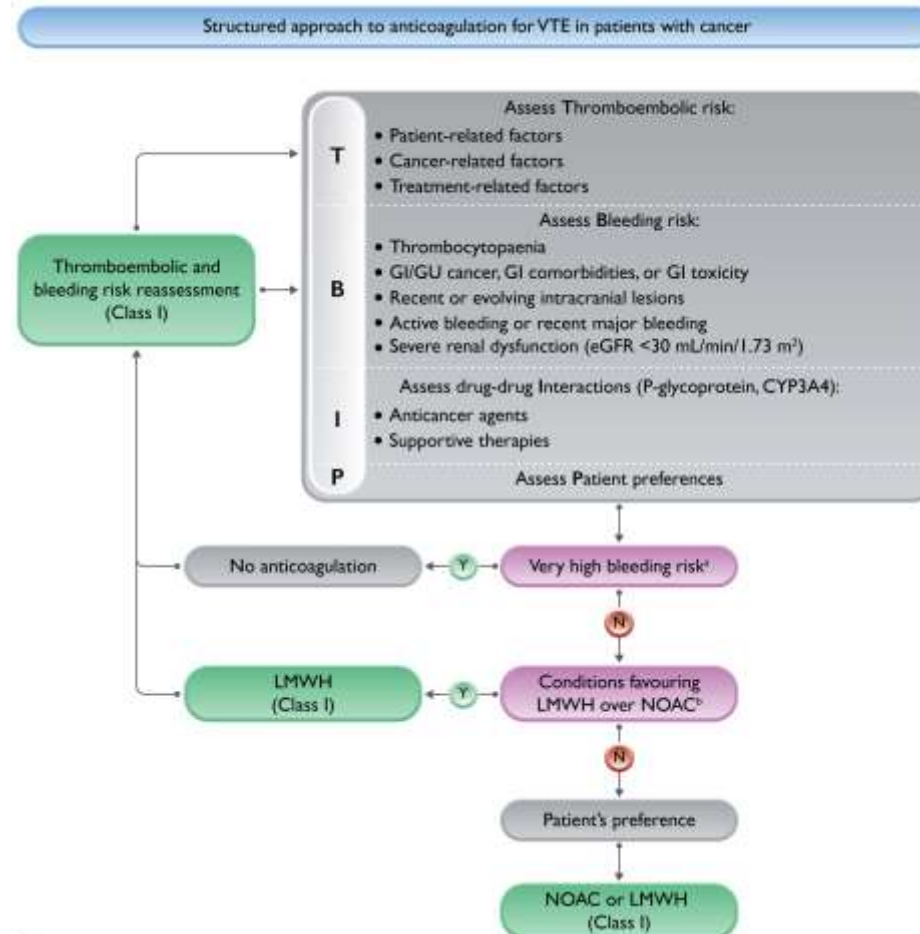 Structured approach to anticoagulation for VTE in patients with cancer
T
Assess Thromboembolic risk:
• Patient-related factors
• Cancer-related factors
• Treatment-related factors
Thromboembolic and
bleeding risk reassessment
(Class I)
B
Assess Bleeding risk:
• Thrombocytopaenia
• GI/GU cancer, GI comorbidities, or GI toxicity
• Recent or evolving intracranial lesions
• Active bleeding or recent major bleeding
• Severe renal dysfunction (eGFR <30 mL/min/1.73 m²)
I
Assess drug-drug Interactions (P-glycoprotein, CYP3A4):
• Anticancer agents
• Supportive therapies
P
Assess Patient preferences
No anticoagulation
Y
Very high bleeding riskᵃ
N
LMWH
(Class I)
Y
Conditions favouring
LMWH over NOACᵇ
N
Patient's preference
NOAC or LMWH
(Class I)